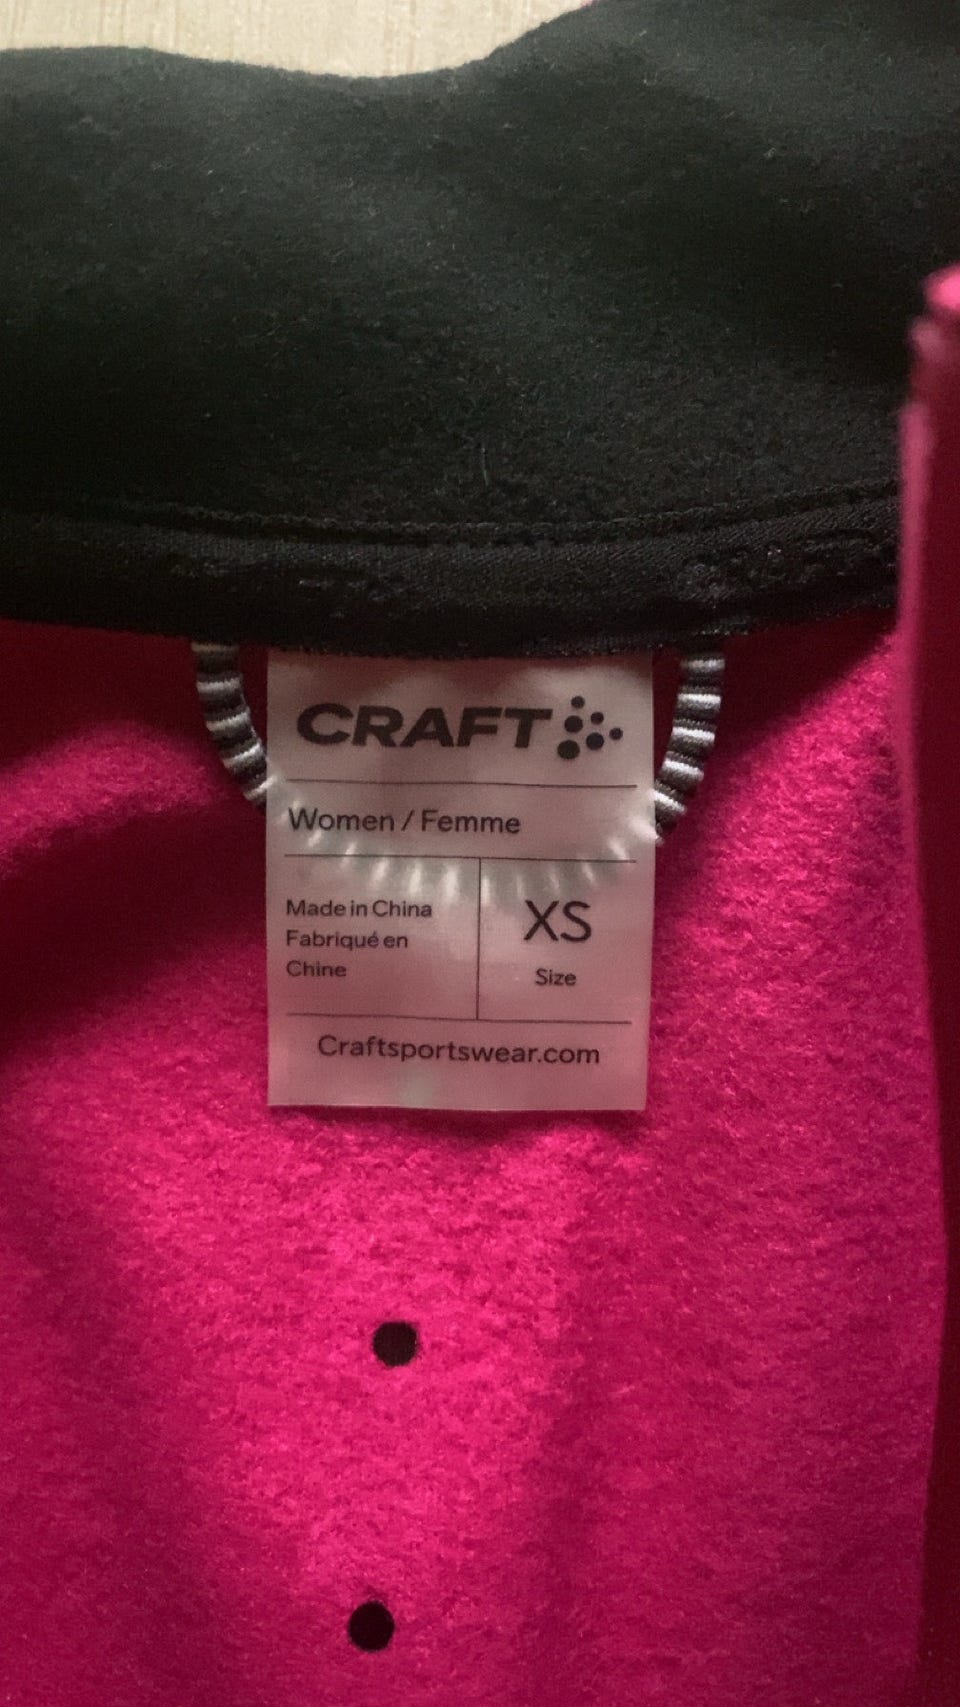 CRAFT
Women / Femme
Made in China
Fabriqué en
Chine
XS
Size
Craftsportswear.com